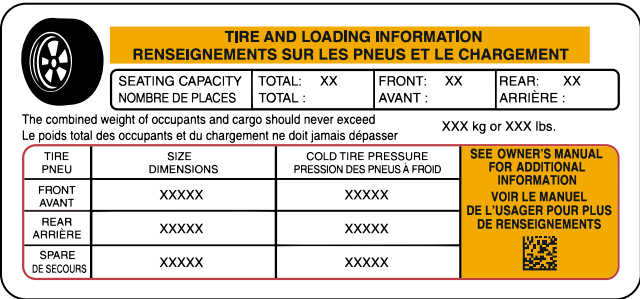 TIRE AND LOADING INFORMATION
RENSEIGNEMENTS SUR LES PNEUS ET LE CHARGEMENT
SEATING CAPACITY TOTAL: XX FRONT: XX REAR: XX
NOMBRE DE PLACES TOTAL : AVANT : ARRIÈRE :
The combined weight of occupants and cargo should never exceed
Le poids total des occupants et du chargement ne doit jamais dépasser
XXX kg or XXX lbs.
TIRE SIZE COLD TIRE PRESSURE
PNEU DIMENSIONS PRESSION DES PNEUS À FROID
FRONT
AVANT XXXXX XXXXX
REAR
ARRIÈRE XXXXX XXXXX
SPARE
DE SECOURS XXXXX XXXXX
SEE OWNER'S MANUAL
FOR ADDITIONAL
INFORMATION
VOIR LE MANUEL
DE L'USAGER POUR PLUS
DE RENSEIGNEMENTS